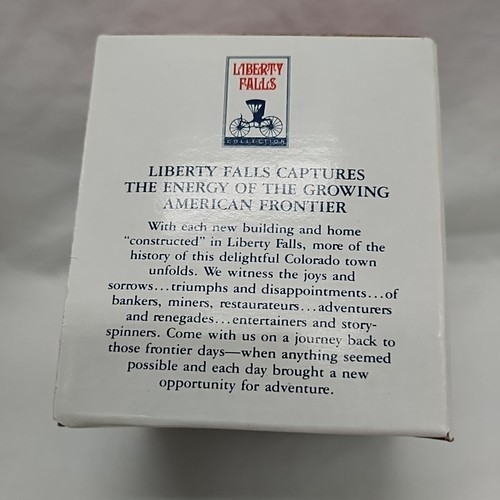 LIBERTY
FALLS
COLLECTION
LIBERTY FALLS CAPTURES
THE ENERGY OF THE GROWING
AMERICAN FRONTIER
With each new building and home
"constructed" in Liberty Falls, more of the
history of this delightful Colorado town
unfolds. We witness the joys and
sorrows...triumphs and disappointments...of
bankers, miners, restaurateurs...adventurers
and renegades...entertainers and story-
spinners. Come with us on a journey back to
those frontier days—when anything seemed
possible and each day brought a new
opportunity for adventure.